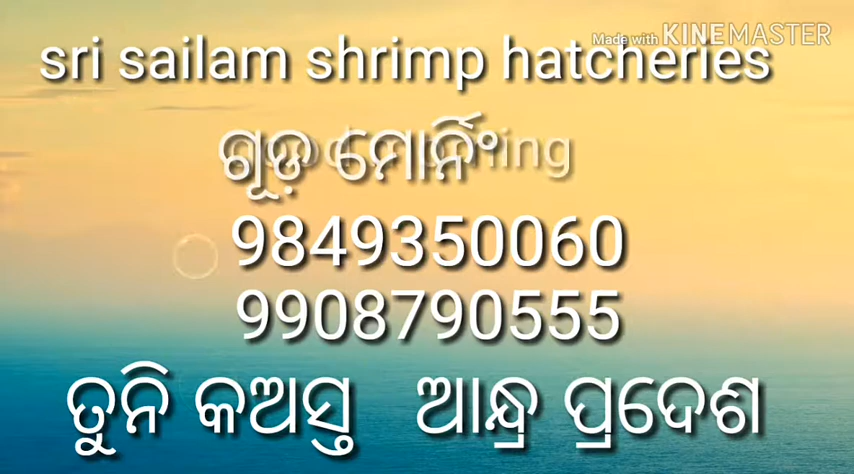 Made with KINEMASTER
sri sailam shrimp hatcheries
ଗୂଡ଼ ମୋର୍ନିଂ
9849350060
9908790555
ତୁନି କଅସ୍ତ ଆନ୍ଧ୍ର ପ୍ରଦେଶ